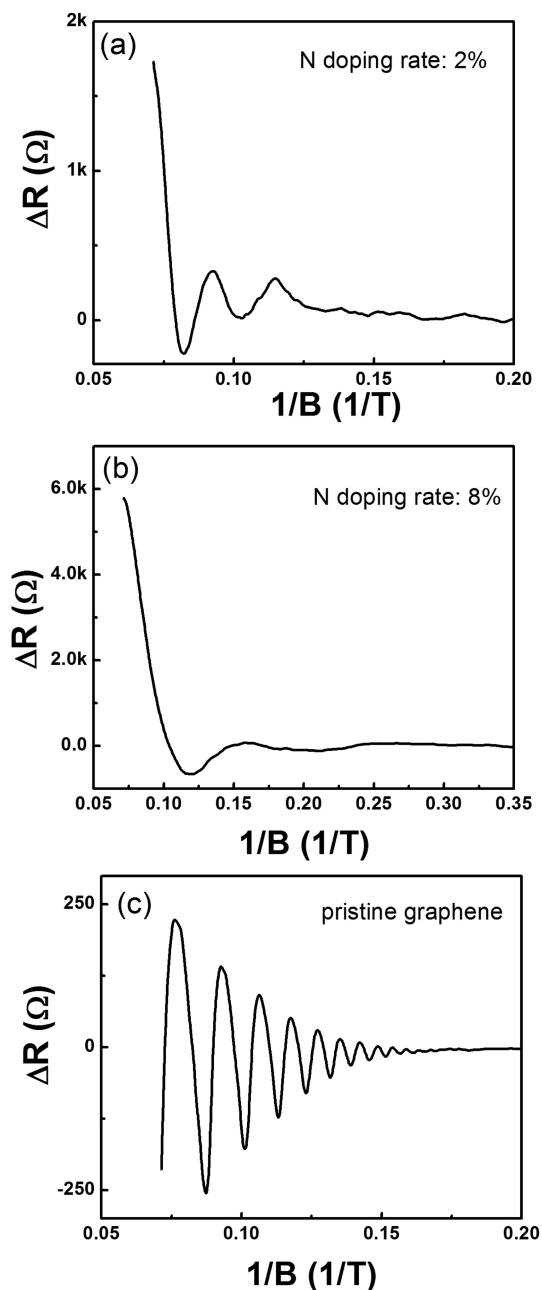 (a)
N doping rate: 2%
2k
1k
0
ΔR (Ω)
0.05 0.10 0.15 0.20
1/B (1/T)
(b)
N doping rate: 8%
6.0k
4.0k
2.0k
0.0
ΔR (Ω)
0.05 0.10 0.15 0.20 0.25 0.30 0.35
1/B (1/T)
(c)
pristine graphene
250
0
-250
ΔR (Ω)
0.05 0.10 0.15 0.20
1/B (1/T)